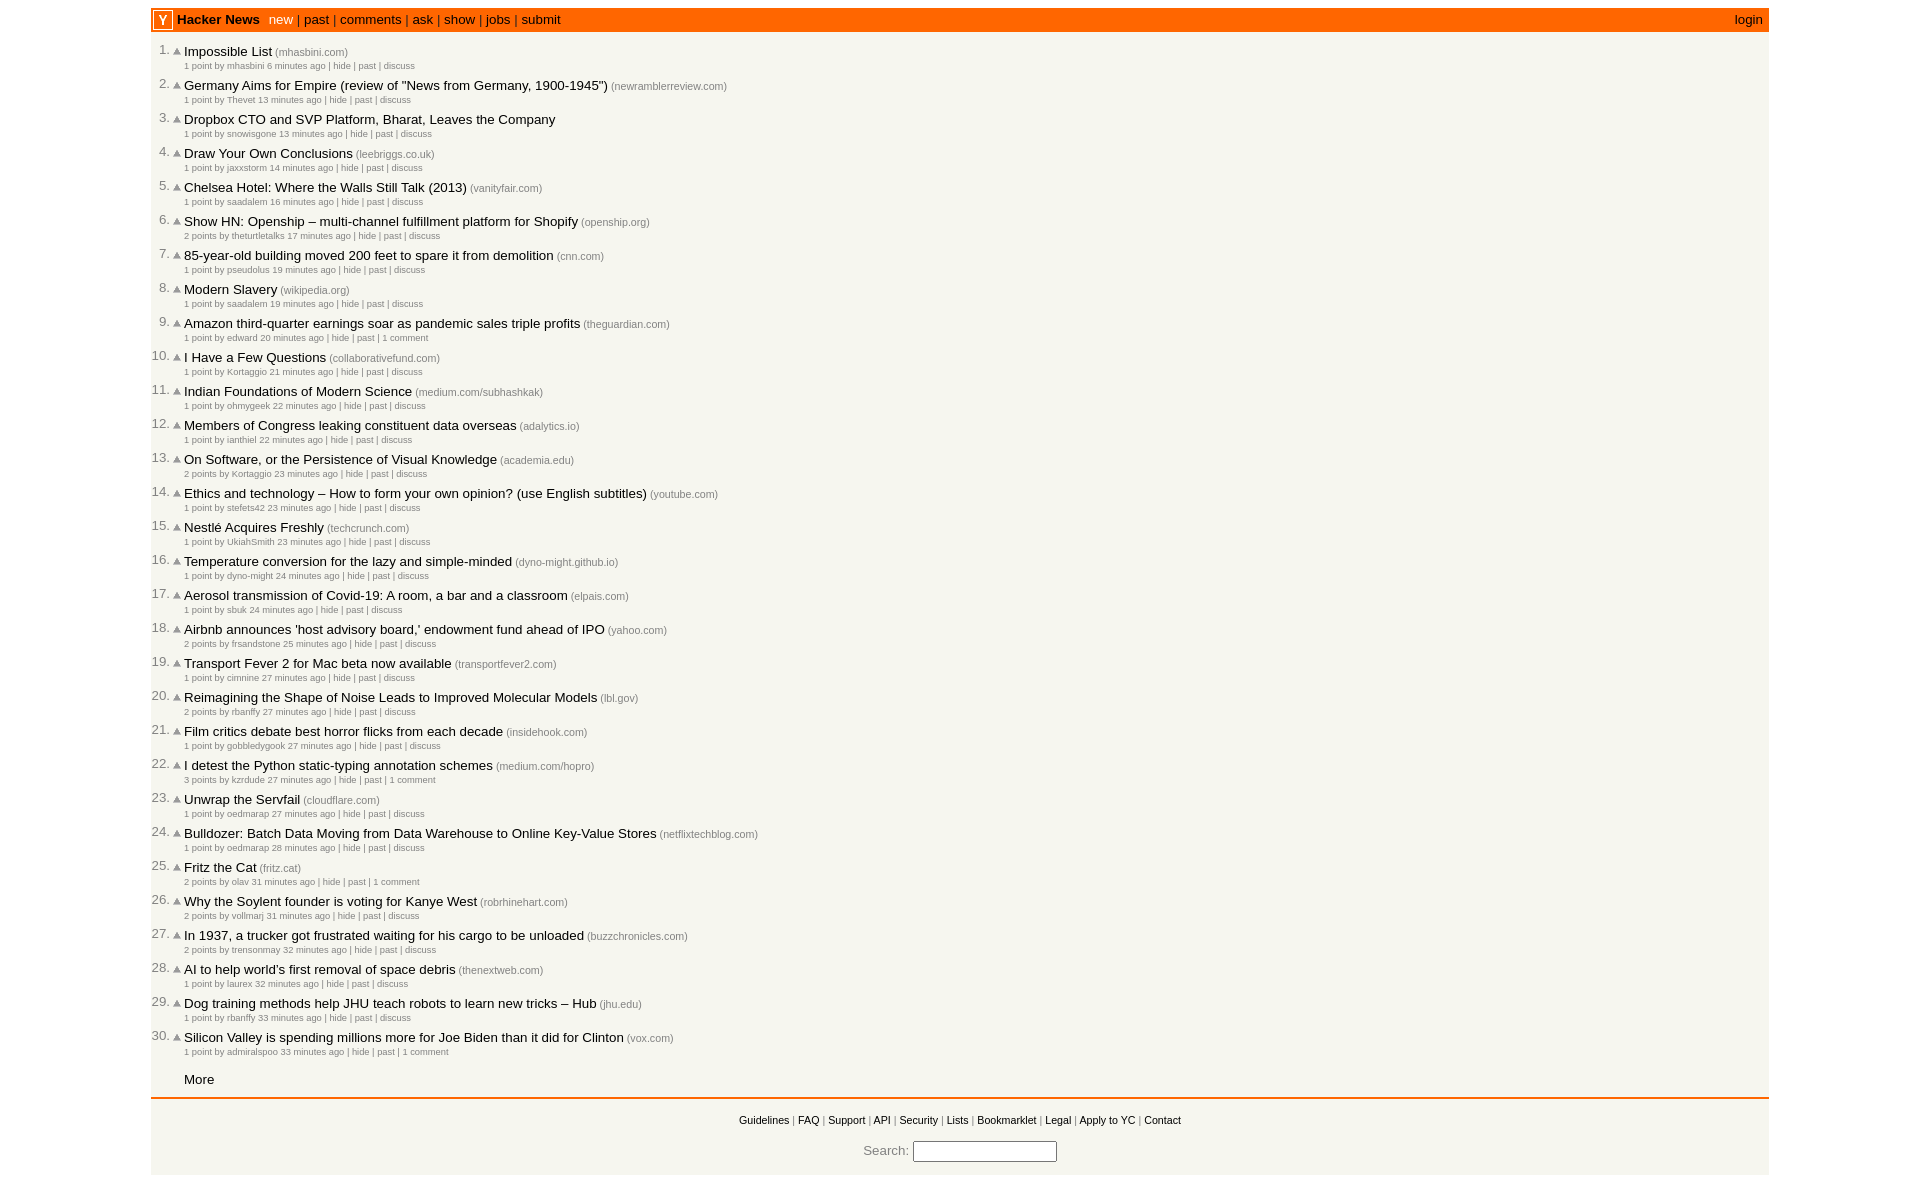 Y Hacker News new | past | comments | ask | show | jobs | submit login
1. Impossible List (mhasbini.com)
1 point by mhasbini 6 minutes ago | hide | past | discuss
2. Germany Aims for Empire (review of "News from Germany, 1900-1945") (newramblerreview.com)
1 point by Thevet 13 minutes ago | hide | past | discuss
3. Dropbox CTO and SVP Platform, Bharat, Leaves the Company
1 point by snowisgone 13 minutes ago | hide | past | discuss
4. Draw Your Own Conclusions (leebriggs.co.uk)
1 point by jaxxstorm 14 minutes ago | hide | past | discuss
5. Chelsea Hotel: Where the Walls Still Talk (2013) (vanityfair.com)
1 point by saadalem 16 minutes ago | hide | past | discuss
6. Show HN: Openship – multi-channel fulfillment platform for Shopify (openship.org)
2 points by theturtletalks 17 minutes ago | hide | past | discuss
7. 85-year-old building moved 200 feet to spare it from demolition (cnn.com)
1 point by pseudolus 19 minutes ago | hide | past | discuss
8. Modern Slavery (wikipedia.org)
1 point by saadalem 19 minutes ago | hide | past | discuss
9. Amazon third-quarter earnings soar as pandemic sales triple profits (theguardian.com)
1 point by edward 20 minutes ago | hide | past | 1 comment
10. I Have a Few Questions (collaborativefund.com)
1 point by Kortaggio 21 minutes ago | hide | past | discuss
11. Indian Foundations of Modern Science (medium.com/subhashkak)
1 point by ohmygeek 22 minutes ago | hide | past | discuss
12. Members of Congress leaking constituent data overseas (adalytics.io)
1 point by ianthiel 22 minutes ago | hide | past | discuss
13. On Software, or the Persistence of Visual Knowledge (academia.edu)
2 points by Kortaggio 23 minutes ago | hide | past | discuss
14. Ethics and technology – How to form your own opinion? (use English subtitles) (youtube.com)
1 point by stefets42 23 minutes ago | hide | past | discuss
15. Nestlé Acquires Freshly (techcrunch.com)
1 point by UkiahSmith 23 minutes ago | hide | past | discuss
16. Temperature conversion for the lazy and simple-minded (dyno-might.github.io)
1 point by dyno-might 24 minutes ago | hide | past | discuss
17. Aerosol transmission of Covid-19: A room, a bar and a classroom (elpais.com)
1 point by sbuk 24 minutes ago | hide | past | discuss
18. Airbnb announces 'host advisory board,' endowment fund ahead of IPO (yahoo.com)
2 points by frsandstone 25 minutes ago | hide | past | discuss
19. Transport Fever 2 for Mac beta now available (transportfever2.com)
1 point by cimnine 27 minutes ago | hide | past | discuss
20. Reimagining the Shape of Noise Leads to Improved Molecular Models (lbl.gov)
2 points by rbanffy 27 minutes ago | hide | past | discuss
21. Film critics debate best horror flicks from each decade (insidehook.com)
1 point by gobbledygook 27 minutes ago | hide | past | discuss
22. I detest the Python static-typing annotation schemes (medium.com/hopro)
3 points by kzrdude 27 minutes ago | hide | past | 1 comment
23. Unwrap the Servfail (cloudflare.com)
1 point by oedmarap 27 minutes ago | hide | past | discuss
24. Bulldozer: Batch Data Moving from Data Warehouse to Online Key-Value Stores (netflixtechblog.com)
1 point by oedmarap 28 minutes ago | hide | past | discuss
25. Fritz the Cat (fritz.cat)
2 points by olav 31 minutes ago | hide | past | 1 comment
26. Why the Soylent founder is voting for Kanye West (robrhinehart.com)
2 points by vollmarj 31 minutes ago | hide | past | discuss
27. In 1937, a trucker got frustrated waiting for his cargo to be unloaded (buzzchronicles.com)
2 points by trensonmay 32 minutes ago | hide | past | discuss
28. AI to help world’s first removal of space debris (thenextweb.com)
1 point by laurex 32 minutes ago | hide | past | discuss
29. Dog training methods help JHU teach robots to learn new tricks – Hub (jhu.edu)
1 point by rbanffy 33 minutes ago | hide | past | discuss
30. Silicon Valley is spending millions more for Joe Biden than it did for Clinton (vox.com)
1 point by admiralspoo 33 minutes ago | hide | past | 1 comment
More
Guidelines | FAQ | Support | API | Security | Lists | Bookmarklet | Legal | Apply to YC | Contact
Search: